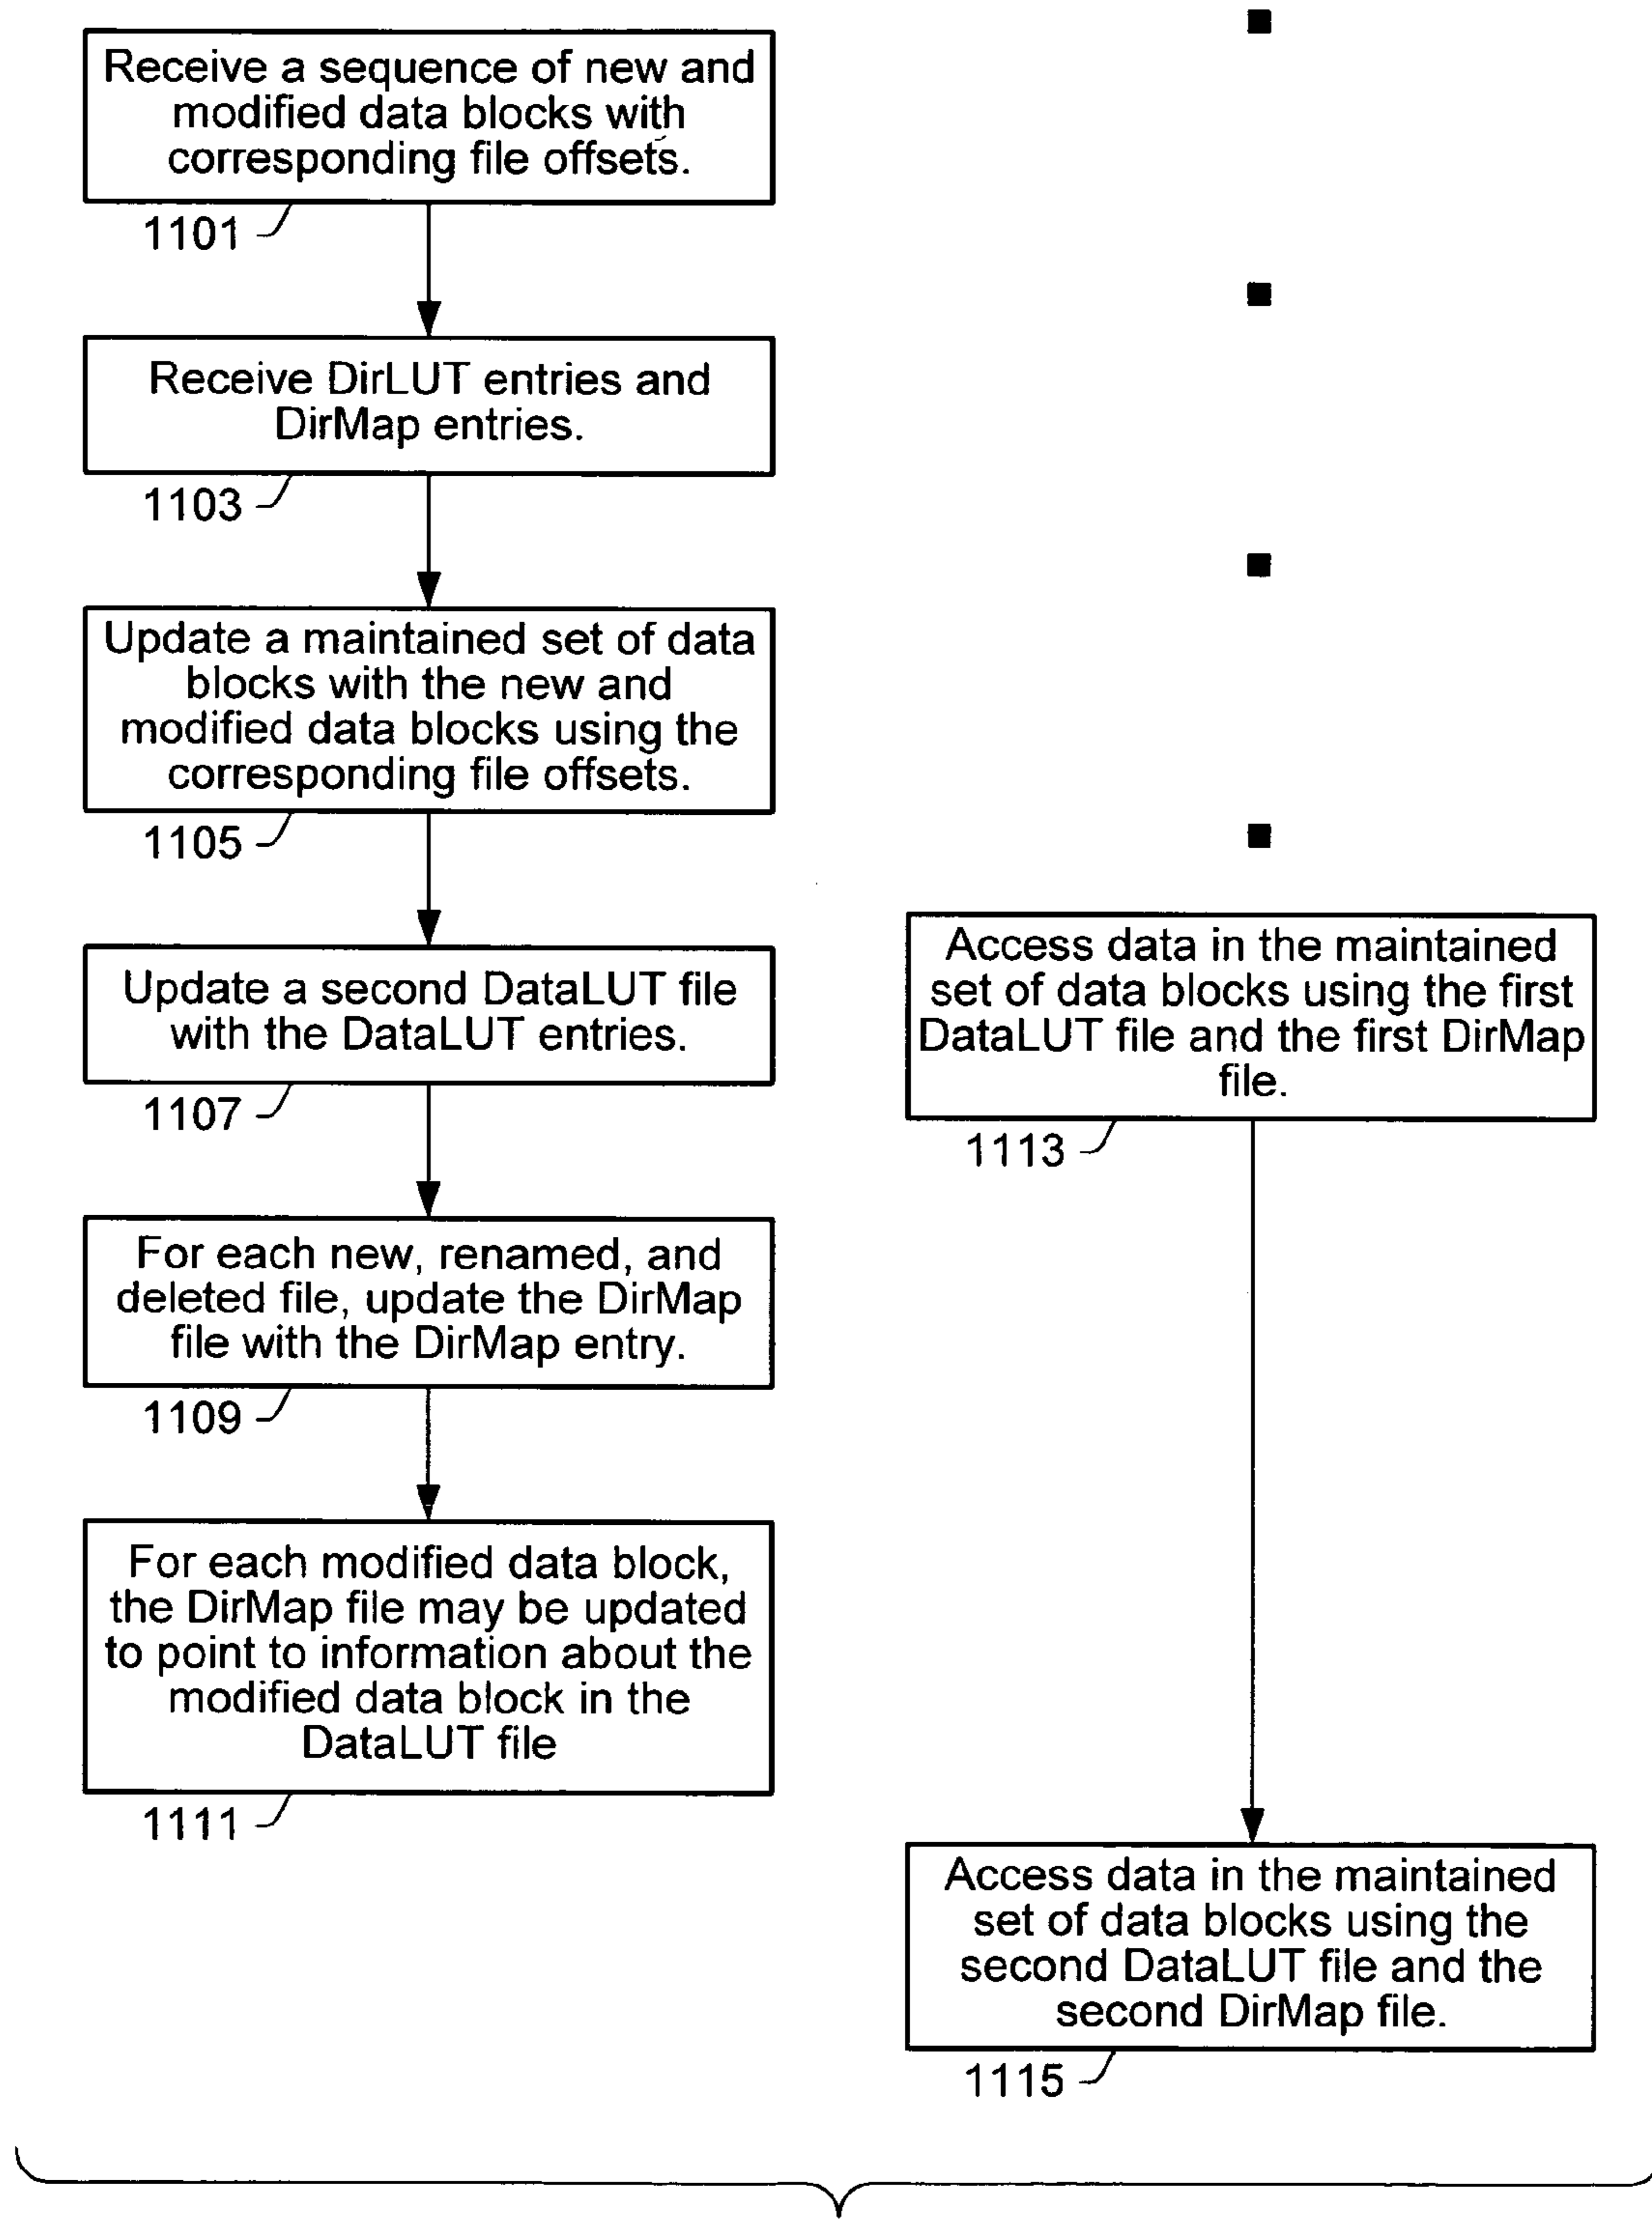 Receive a sequence of new and
modified data blocks with
corresponding file offsets.
1101
Receive DirLUT entries and
DirMap entries.
1103
Update a maintained set of data
blocks with the new and
modified data blocks using the
corresponding file offsets.
1105
Update a second DataLUT file
with the DataLUT entries.
1107
For each new, renamed, and
deleted file, update the DirMap
file with the DirMap entry.
1109
For each modified data block,
the DirMap file may be updated
to point to information about the
modified data block in the
DataLUT file
1111
Access data in the maintained
set of data blocks using the first
DataLUT file and the first DirMap
file.
1113
Access data in the maintained
set of data blocks using the
second DataLUT file and the
second DirMap file.
1115